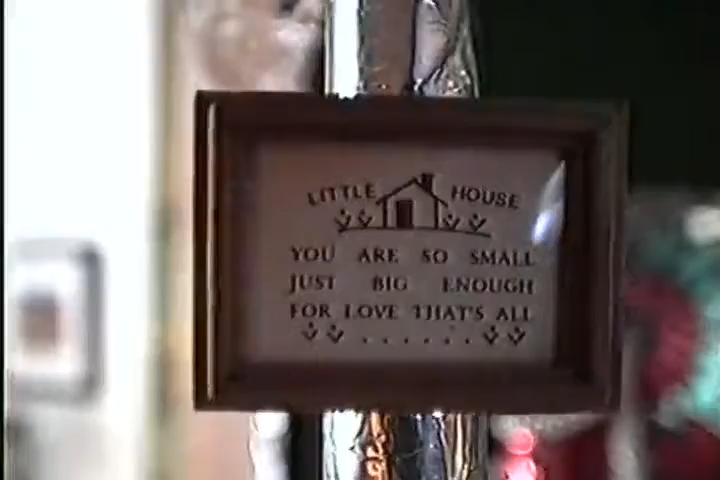 LITTLE HOUSE
YOU ARE SO SMALL
JUST BIG ENOUGH
FOR LOVE THAT'S ALL